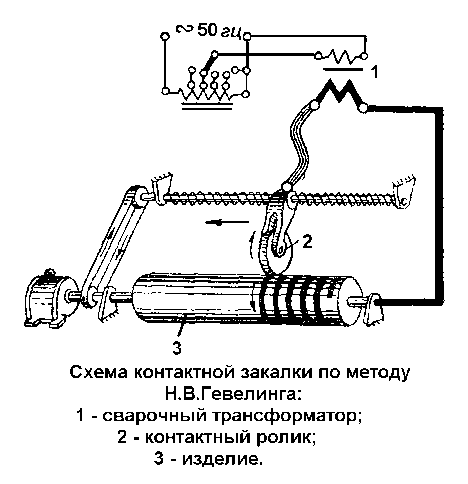 ~ 50 гц
1
2
3
Схема контактной закалки по методу
Н.В.Гевелинга:
1 - сварочный трансформатор;
2 - контактный ролик;
3 - изделие.